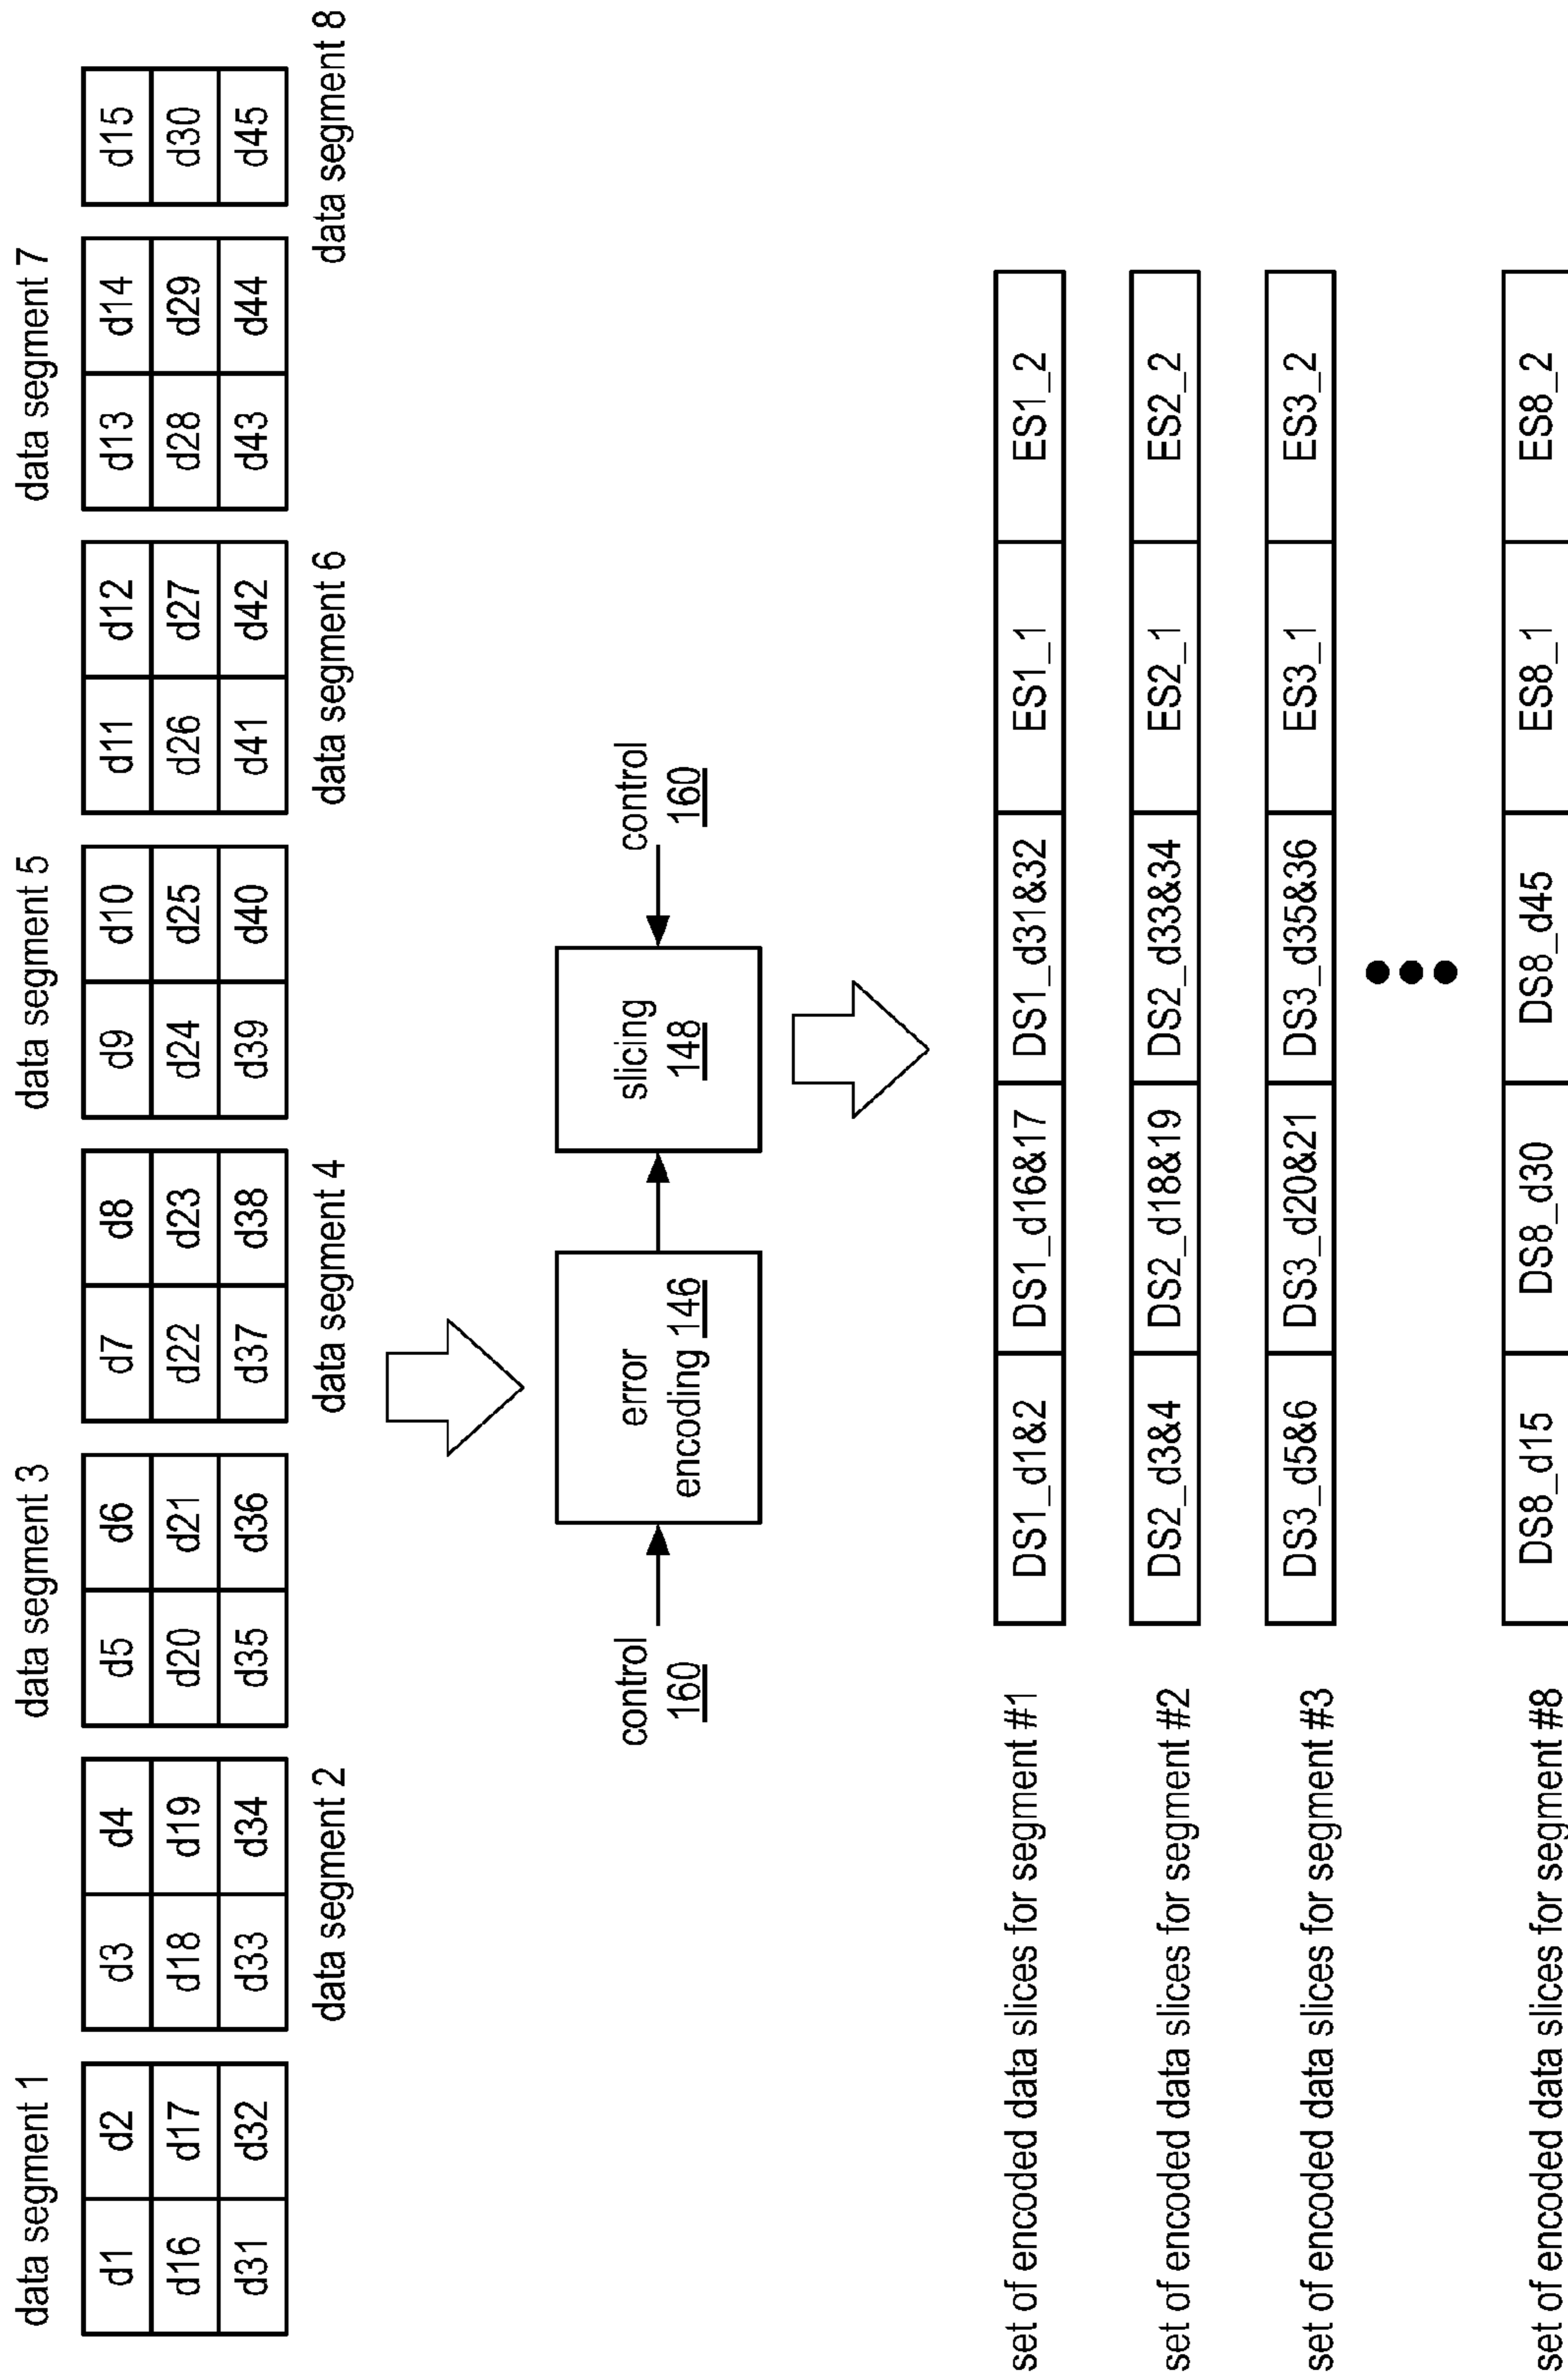 data segment 1
data segment 3
data segment 5
data segment 7
d1 d2 d3 d4 d5 d6 d7 d8 d9 d10 d11 d12 d13 d14 d15
d16 d17 d18 d19 d20 d21 d22 d23 d24 d25 d26 d27 d28 d29 d30
d31 d32 d33 d34 d35 d36 d37 d38 d39 d40 d41 d42 d43 d44 d45
data segment 2
data segment 4
data segment 6
data segment 8
control
160
error
encoding 146
slicing
148
control
160
set of encoded data slices for segment #1 DS1_d1&2 DS1_d16&17 DS1_d31&32 ES1_1 ES1_2
set of encoded data slices for segment #2 DS2_d3&4 DS2_d18&19 DS2_d33&34 ES2_1 ES2_2
set of encoded data slices for segment #3 DS3_d5&6 DS3_d20&21 DS3_d35&36 ES3_1 ES3_2
set of encoded data slices for segment #8 DS8_d15 DS8_d30 DS8_d45 ES8_1 ES8_2